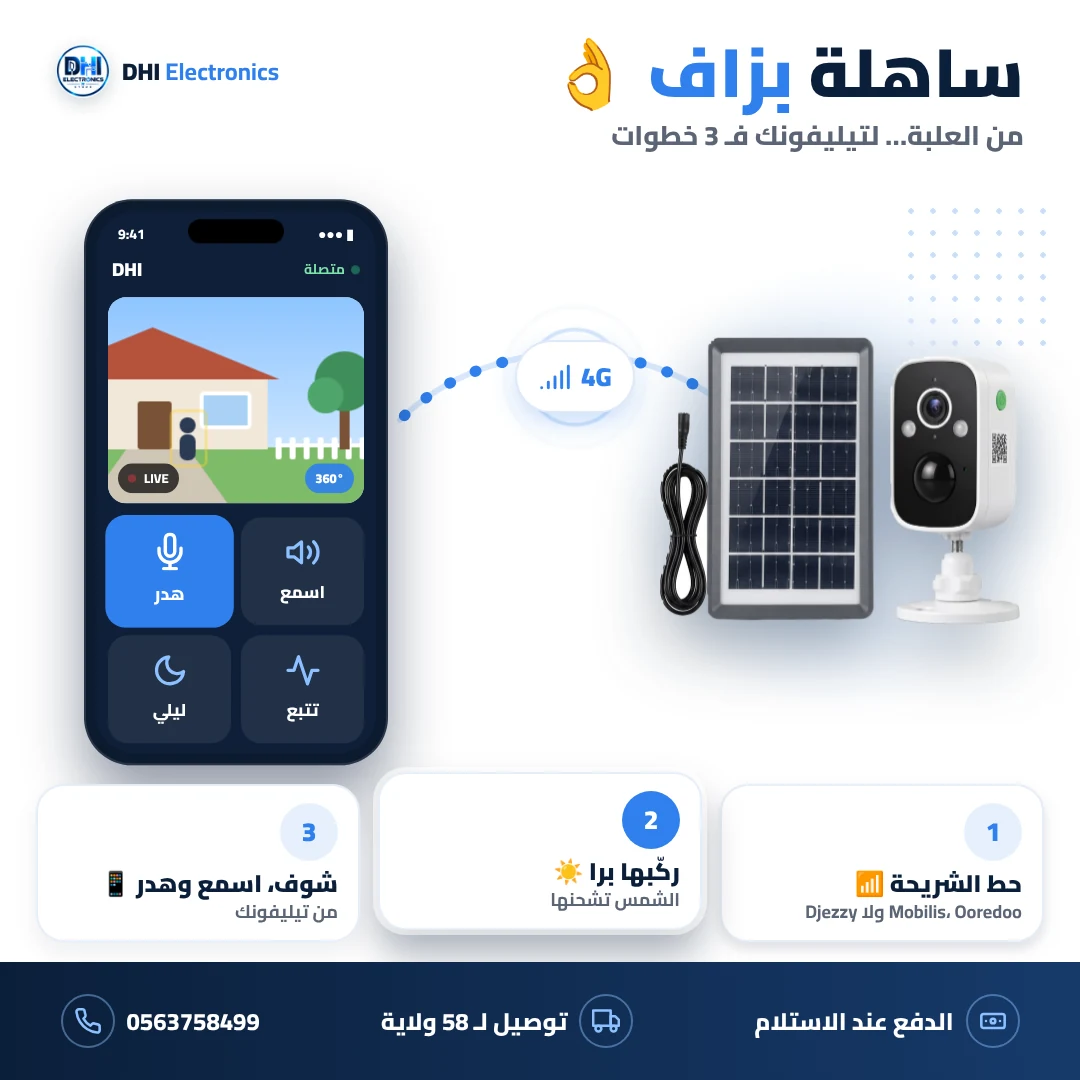 DHI ELECTRONICS
DHI Electronics
ساهلة بزاف 👌
من العلبة... لتيليفونك فـ 3 خطوات
9:41
DHI
متصلة
LIVE
360°
هدر
اسمع
ليلي
تتبع
4G
1
حط الشريحة 📶
Mobilis، Ooredoo ولا Djezzy
2
ركّبها برا ☀️
الشمس تشحنها
3
شوف، اسمع وهدر 📱
من تيليفونك
الدفع عند الاستلام
توصيل لـ 58 ولاية
0563758499